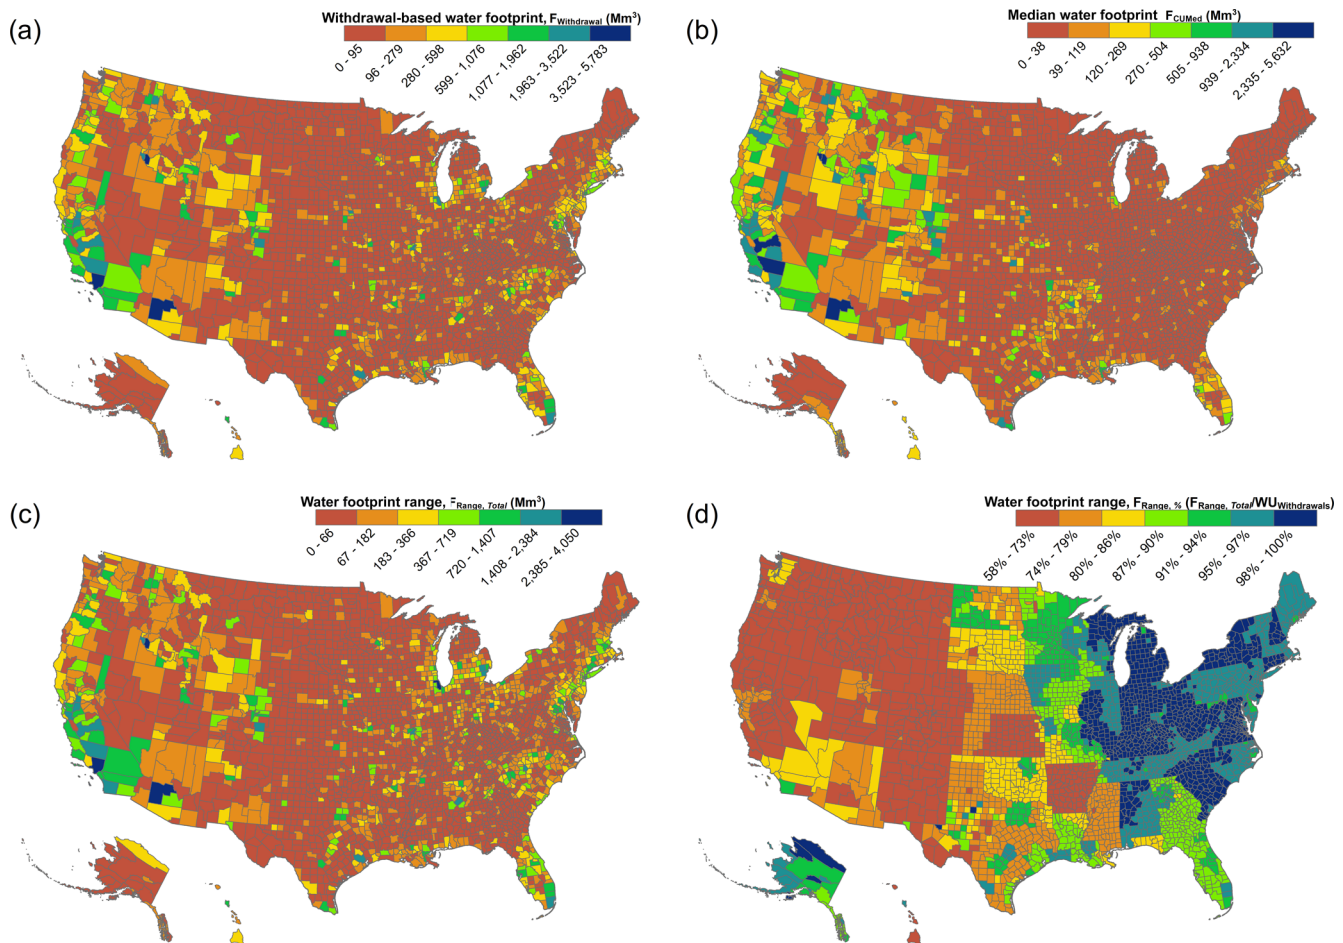 (a)
Withdrawal-based water footprint, FWithdrawal (Mm³)
0 - 95
96 - 279
280 - 598
599 - 1,076
1,077 - 1,962
1,963 - 3,522
3,523 - 5,783
(b)
Median water footprint FCUMed (Mm³)
0 - 38
39 - 119
120 - 269
270 - 504
505 - 938
939 - 2,334
2,335 - 5,632
(c)
Water footprint range, FRange, Total (Mm³)
0 - 66
67 - 182
183 - 366
367 - 719
720 - 1,407
1,408 - 2,384
2,385 - 4,050
(d)
Water footprint range, FRange, % (FRange, Total/WUWithdrawals)
58% - 73%
74% - 79%
80% - 86%
87% - 90%
91% - 94%
95% - 97%
98% - 100%